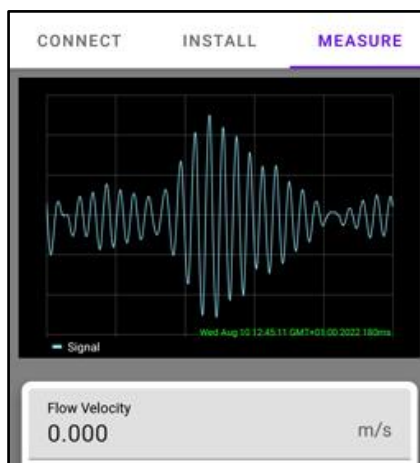 CONNECT INSTALL MEASURE
Wed Aug 10 12:45:11 GMT+01:00 2022 180ms
Signal
Flow Velocity
0.000 m/s